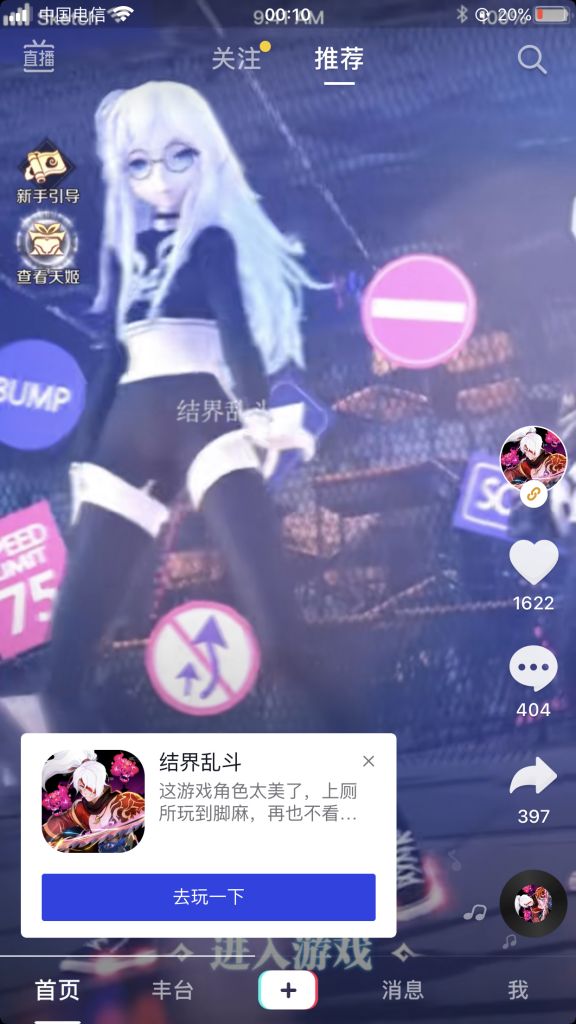 中国电信
00:10
20%
直播
关注
推荐
新手引导
查看天姬
BUMP
结界乱斗
SPEED
LIMIT
75
1622
404
397
结界乱斗
这游戏角色太美了，上厕
所玩到脚麻，再也不看…
去玩一下
进入游戏
首页
丰台
消息
我